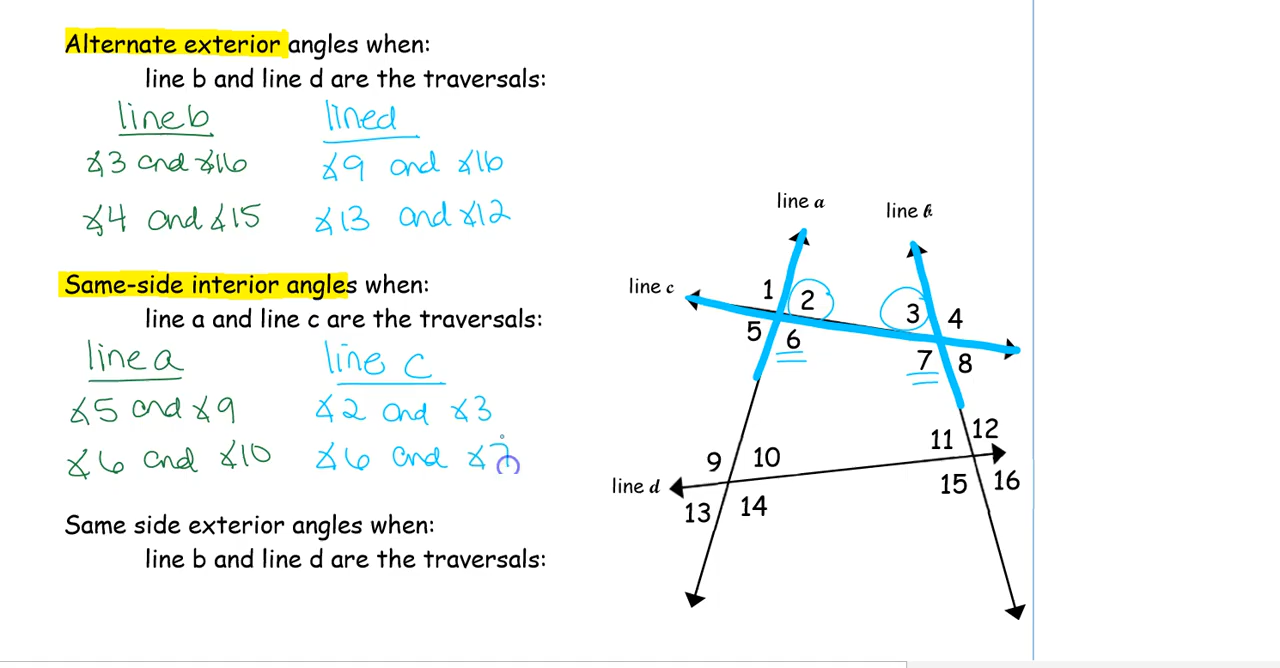 Alternate exterior angles when:
line b and line d are the traversals:
line b
line d
∡3 and ∡16
∡9 and ∡16
∡4 and ∡15
∡13 and ∡12
Same-side interior angles when:
line a and line c are the traversals:
line a
line c
∡5 and ∡9
∡2 and ∡3
∡6 and ∡10
∡6 and ∡7
Same side exterior angles when:
line b and line d are the traversals:
line a
line b
line c
1
2
3
4
5
6
7
8
9
10
11
12
line d
13
14
15
16